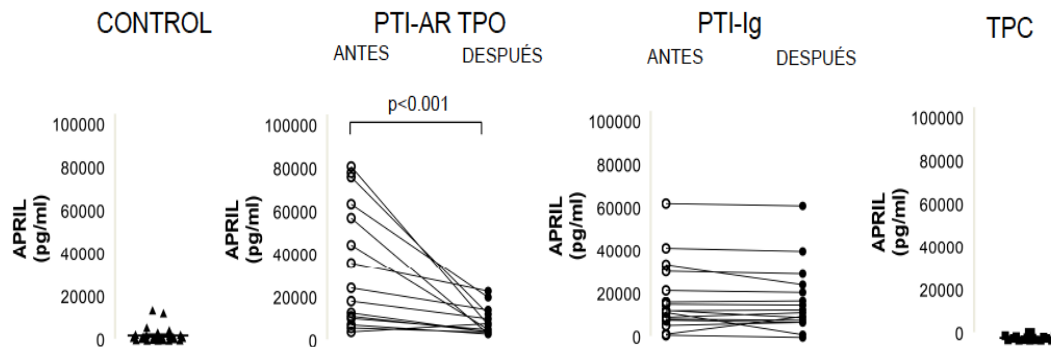 CONTROL
PTI-AR TPO
PTI-Ig
TPC
ANTES
DESPUÉS
ANTES
DESPUÉS
p<0.001
APRIL
(pg/ml)
100000
80000
60000
40000
20000
0
APRIL
(pg/ml)
100000
80000
60000
40000
20000
0
APRIL
(pg/ml)
100000
80000
60000
40000
20000
0
APRIL
(pg/ml)
100000
80000
60000
40000
20000
0